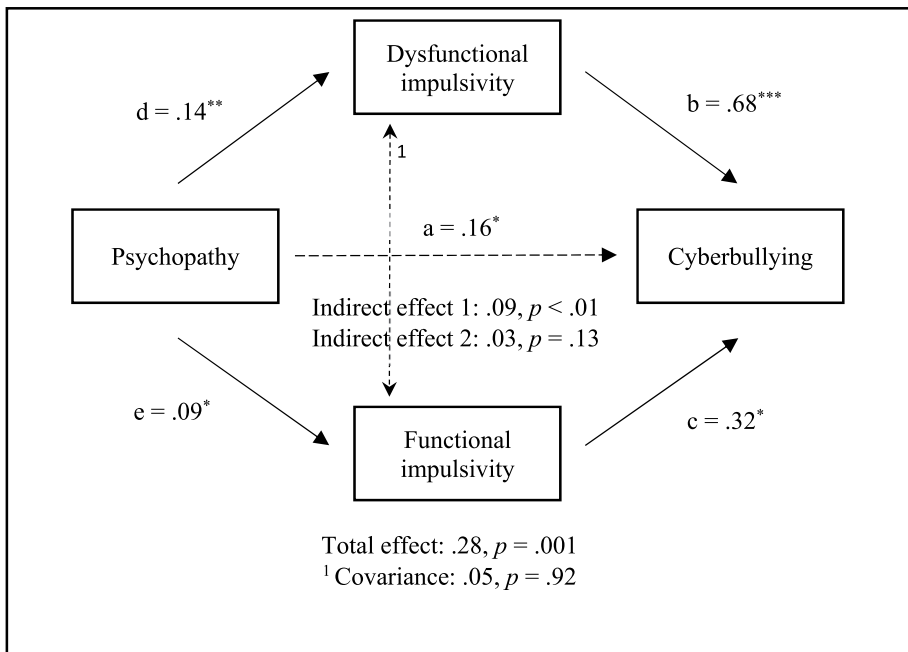 Dysfunctional
impulsivity
d = .14**
b = .68***
1
Psychopathy
a = .16*
Cyberbullying
Indirect effect 1: .09, p < .01
Indirect effect 2: .03, p = .13
e = .09*
Functional
impulsivity
c = .32*
Total effect: .28, p = .001
1 Covariance: .05, p = .92